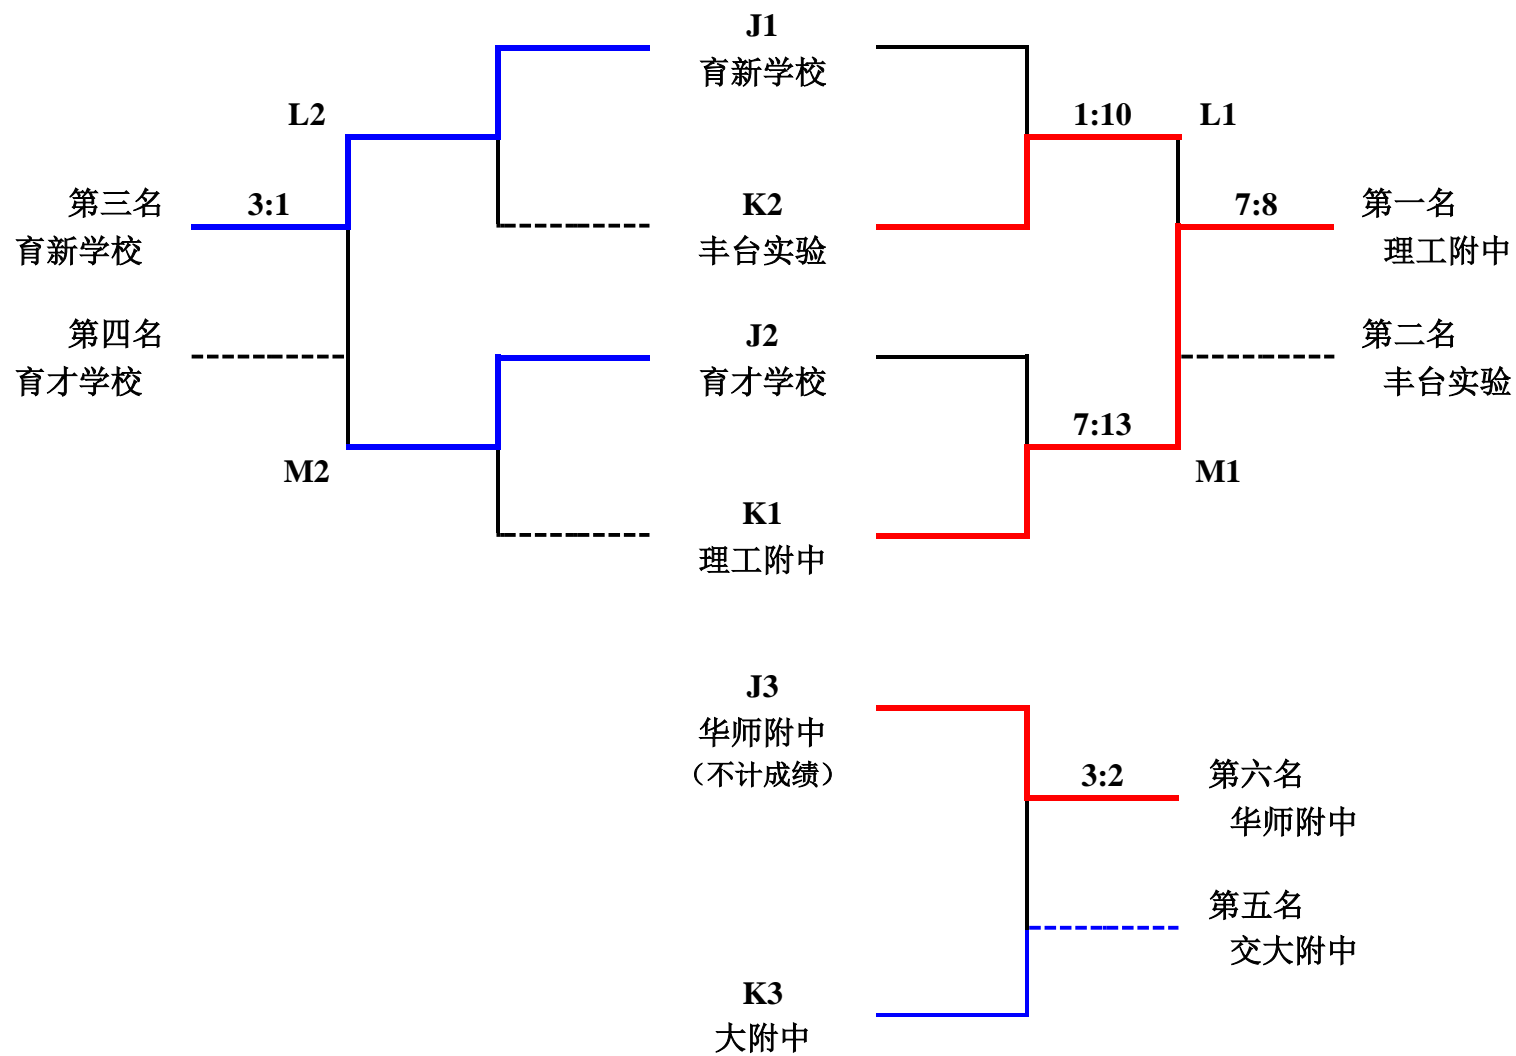 J1
育新学校
L2
1:10
L1
第三名
3:1
K2
7:8
第一名
育新学校
丰台实验
理工附中
第四名
J2
第二名
育才学校
育才学校
丰台实验
7:13
M2
M1
K1
理工附中
J3
华师附中
（不计成绩）
3:2
第六名
华师附中
第五名
交大附中
K3
大附中